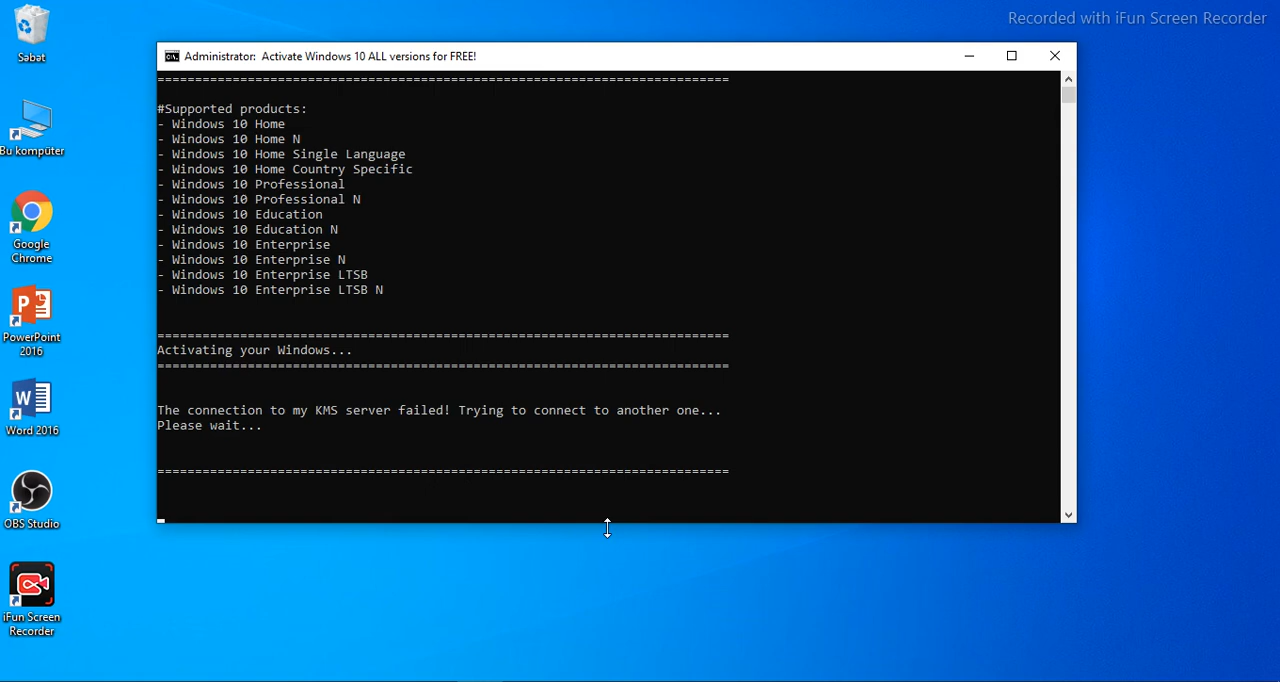 Recorded with iFun Screen Recorder
Səbət
Bu kompüter
Google
Chrome
PowerPoint
2016
Word 2016
OBS Studio
iFun Screen
Recorder
Administrator:  Activate Windows 10 ALL versions for FREE!
============================================================================
#Supported products:
- Windows 10 Home
- Windows 10 Home N
- Windows 10 Home Single Language
- Windows 10 Home Country Specific
- Windows 10 Professional
- Windows 10 Professional N
- Windows 10 Education
- Windows 10 Education N
- Windows 10 Enterprise
- Windows 10 Enterprise N
- Windows 10 Enterprise LTSB
- Windows 10 Enterprise LTSB N
============================================================================
Activating your Windows...
============================================================================
The connection to my KMS server failed! Trying to connect to another one...
Please wait...
============================================================================